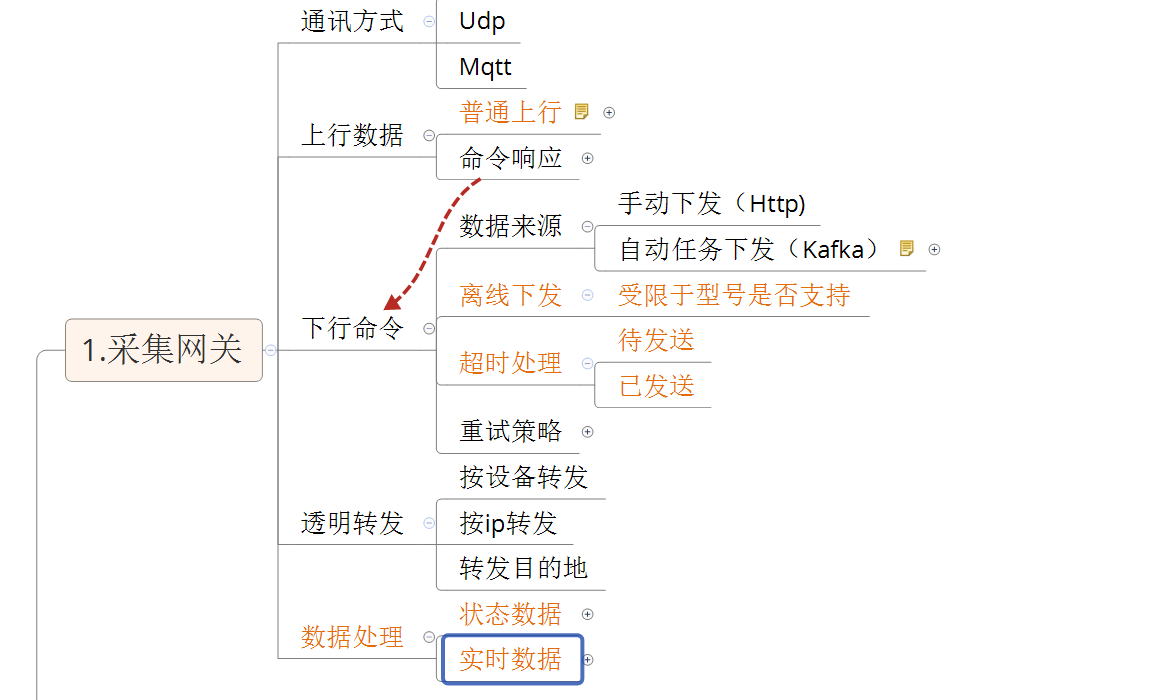 1.采集网关
通讯方式
Udp
Mqtt
上行数据
普通上行
命令响应
下行命令
数据来源
手动下发（Http)
自动任务下发（Kafka）
离线下发
受限于型号是否支持
超时处理
待发送
已发送
重试策略
透明转发
按设备转发
按ip转发
转发目的地
数据处理
状态数据
实时数据